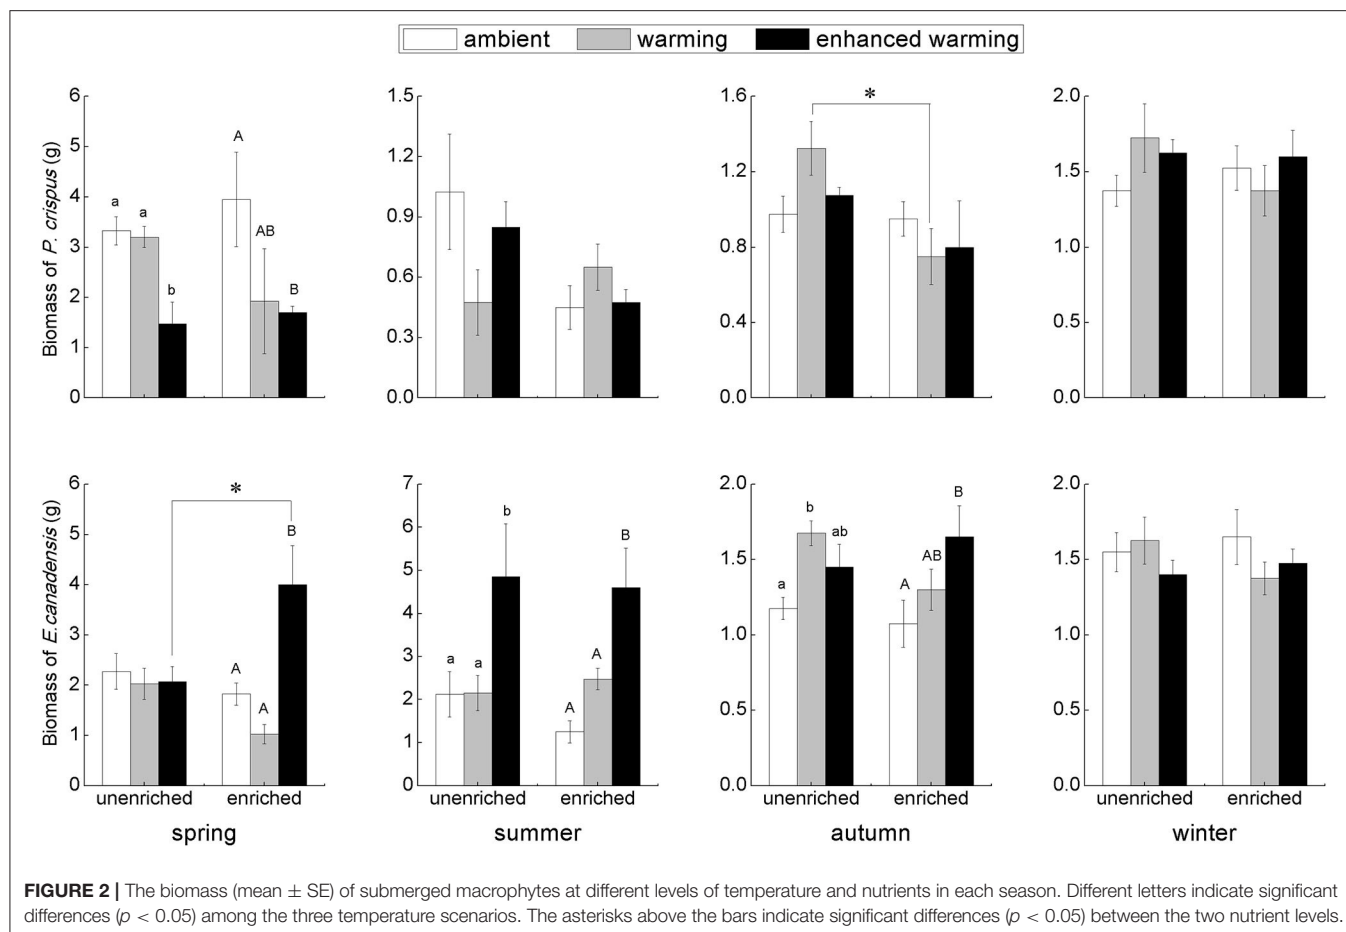 ambient warming enhanced warming
Biomass of P. crispus (g)
6
5
4
3
2
1
0
a
a
b
A
AB
B
1.5
1.2
0.9
0.6
0.3
0.0
1.6
1.2
0.8
0.4
0.0
*
2.0
1.5
1.0
0.5
0.0
Biomass of E.canadensis (g)
6
5
4
3
2
1
0
*
A
A
B
unenriched enriched
spring
7
6
5
4
3
2
1
0
a
a
b
A
A
B
unenriched enriched
summer
2.0
1.5
1.0
0.5
0.0
a
b
ab
A
AB
B
unenriched enriched
autumn
2.0
1.5
1.0
0.5
0.0
unenriched enriched
winter
FIGURE 2 | The biomass (mean ± SE) of submerged macrophytes at different levels of temperature and nutrients in each season. Different letters indicate significant
differences (p < 0.05) among the three temperature scenarios. The asterisks above the bars indicate significant differences (p < 0.05) between the two nutrient levels.